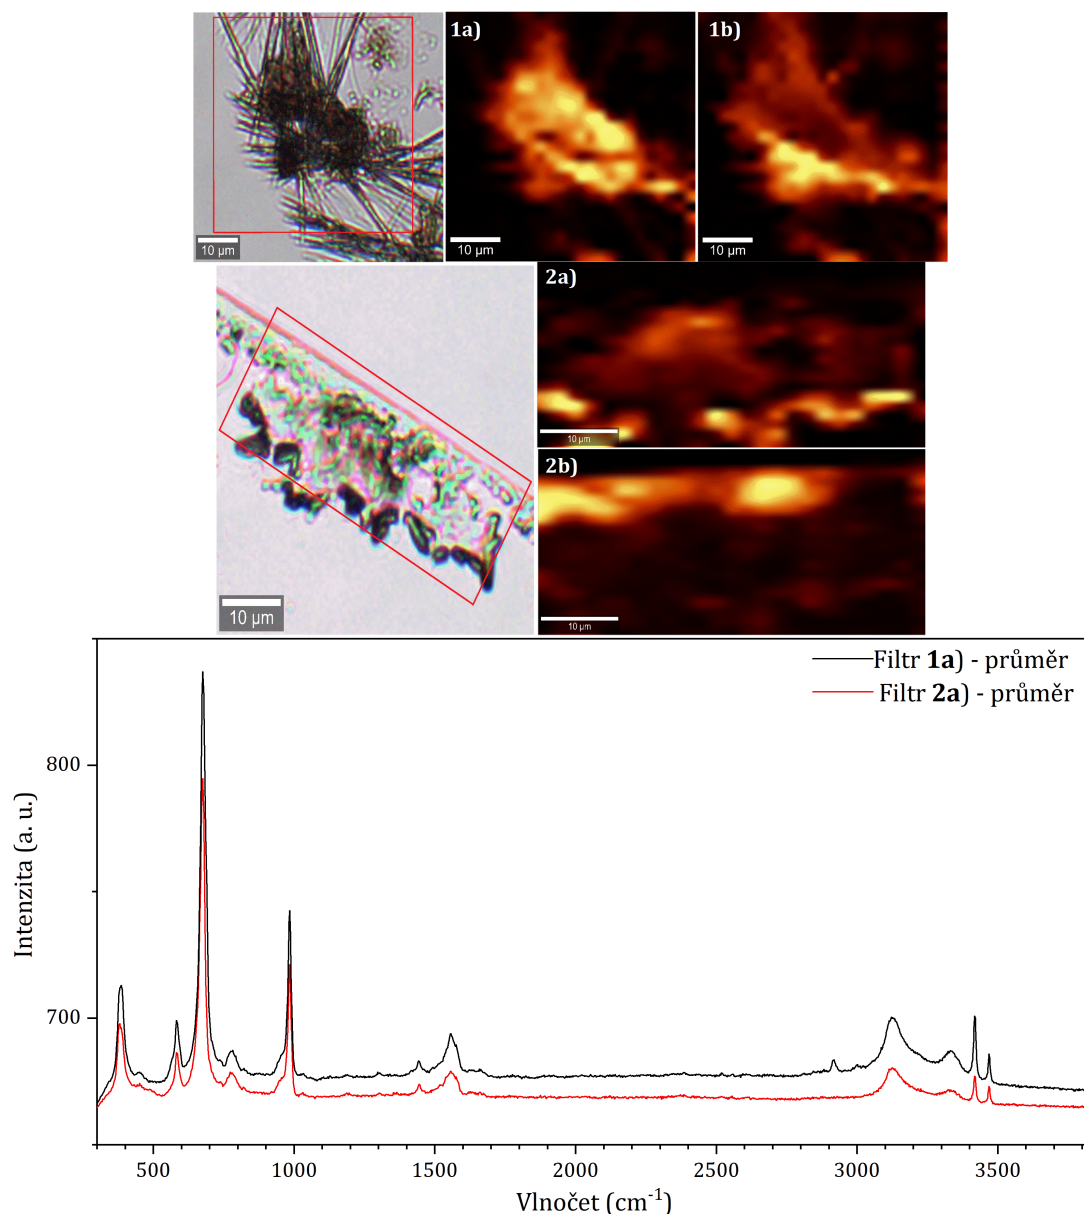 1a)
1b)
10 µm
10 µm
10 µm
2a)
10 µm
2b)
10 µm
10 µm
Filtr 1a) - průměr
Filtr 2a) - průměr
800
700
Intenzita (a. u.)
500
1000
1500
2000
2500
3000
3500
Vlnočet (cm⁻¹)